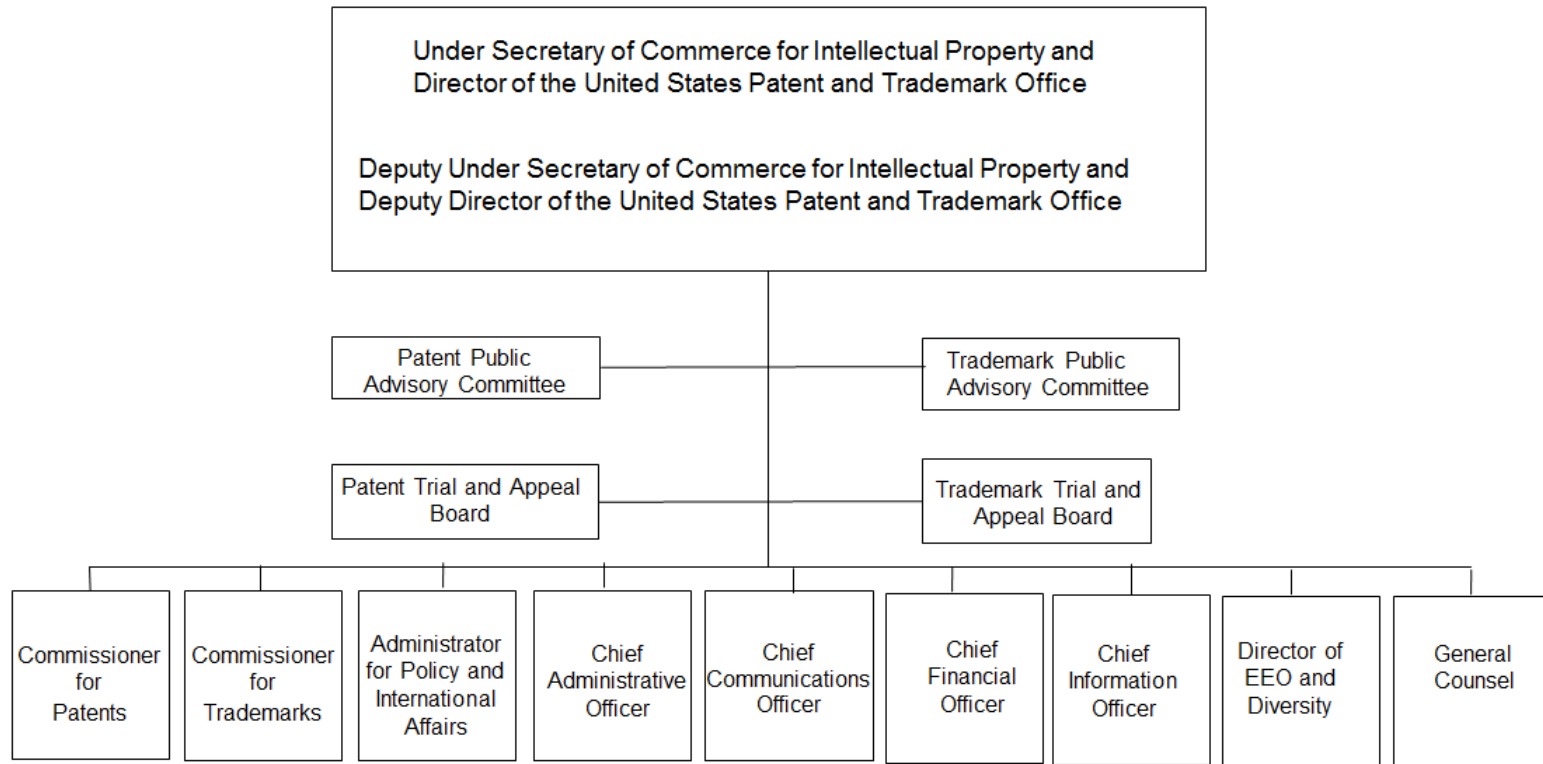 Under Secretary of Commerce for Intellectual Property and
Director of the United States Patent and Trademark Office
Deputy Under Secretary of Commerce for Intellectual Property and
Deputy Director of the United States Patent and Trademark Office
Patent Public
Advisory Committee
Trademark Public
Advisory Committee
Patent Trial and Appeal
Board
Trademark Trial and
Appeal Board
Commissioner
for
Patents
Commissioner
for
Trademarks
Administrator
for Policy and
International
Affairs
Chief
Administrative
Officer
Chief
Communications
Officer
Chief
Financial
Officer
Chief
Information
Officer
Director of
EEO and
Diversity
General
Counsel